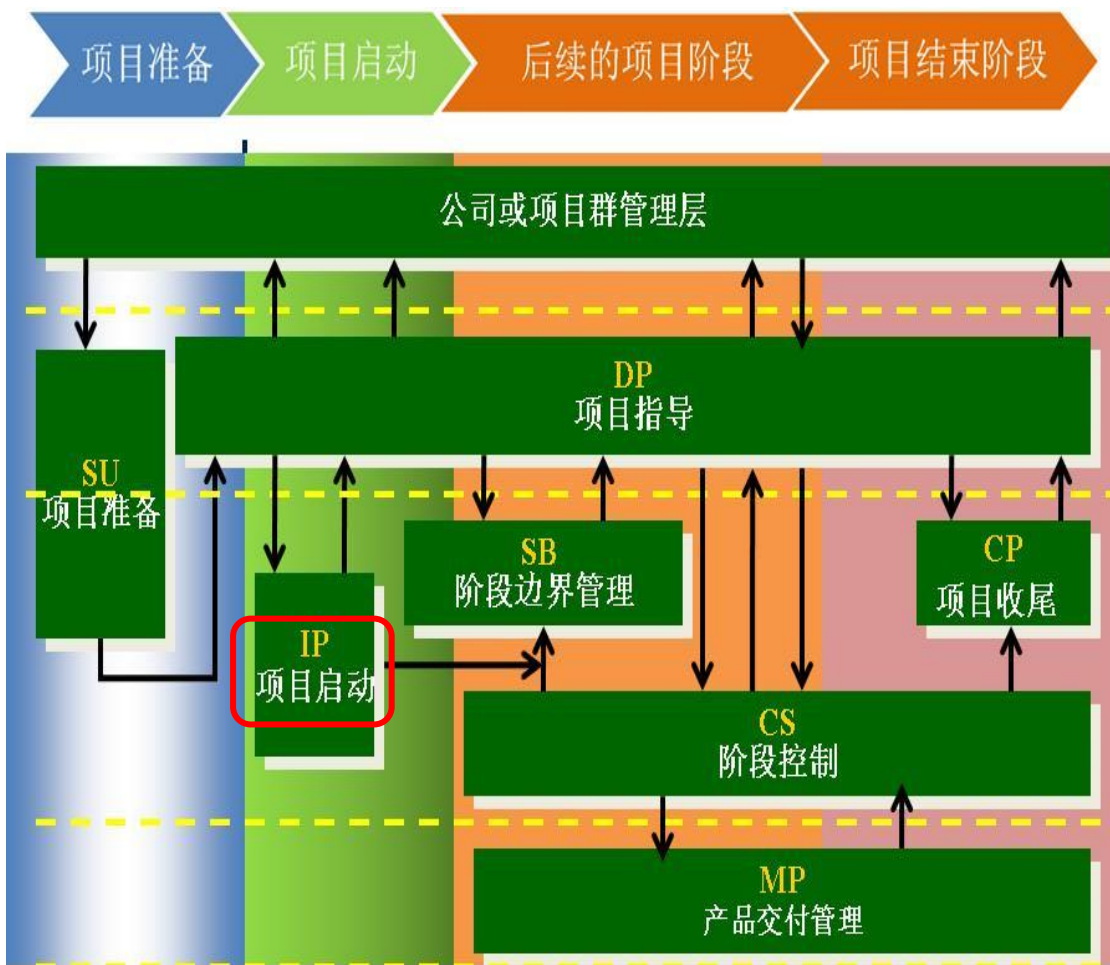 项目准备
项目启动
后续的项目阶段
项目结束阶段
公司或项目群管理层
DP
项目指导
SU
项目准备
SB
阶段边界管理
CP
项目收尾
IP
项目启动
CS
阶段控制
MP
产品交付管理